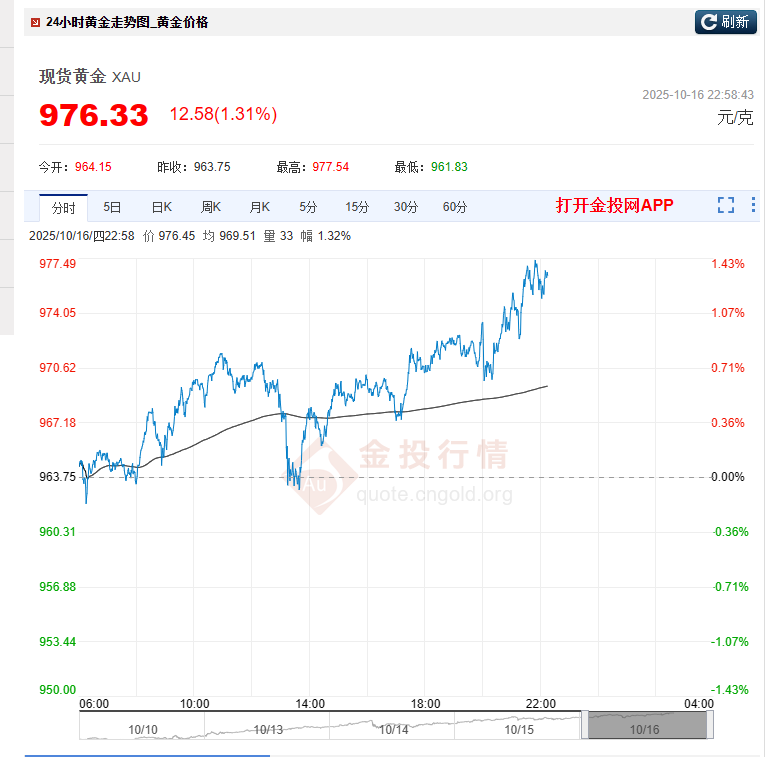 24小时黄金走势图_黄金价格
刷新
现货黄金 XAU
2025-10-16 22:58:43
976.33 12.58(1.31%)
元/克
今开：964.15 昨收：963.75 最高：977.54 最低：961.83
分时 5日 日K 周K 月K 5分 15分 30分 60分 打开金投网APP
2025/10/16/四22:58 价 976.45 均 969.51 量 33 幅 1.32%
977.49 1.43%
974.05 1.07%
970.62 0.71%
967.18 0.36%
金投行情
963.75 0.00%
Au
quote.cngold.org
960.31 -0.36%
956.88 -0.71%
953.44 -1.07%
950.00 -1.43%
06:00 10:00 14:00 18:00 22:00 04:00
10/10 10/13 10/14 10/15 10/16